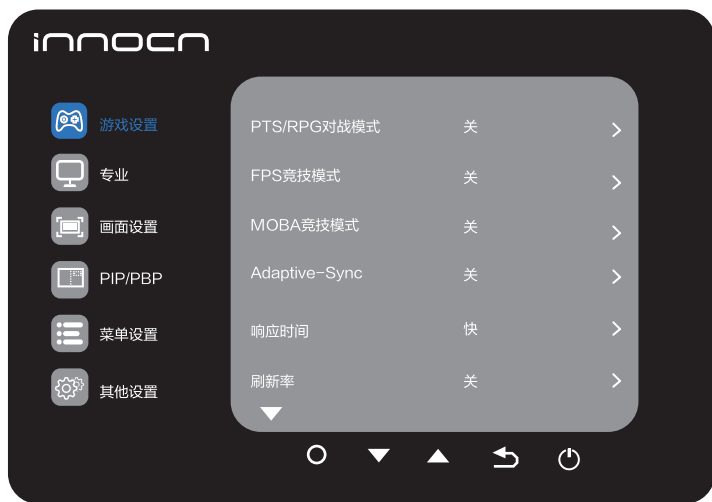 innocn
游戏设置
专业
画面设置
PIP/PBP
菜单设置
其他设置
PTS/RPG对战模式 关
FPS竞技模式 关
MOBA竞技模式 关
Adaptive-Sync 关
响应时间 快
刷新率 关